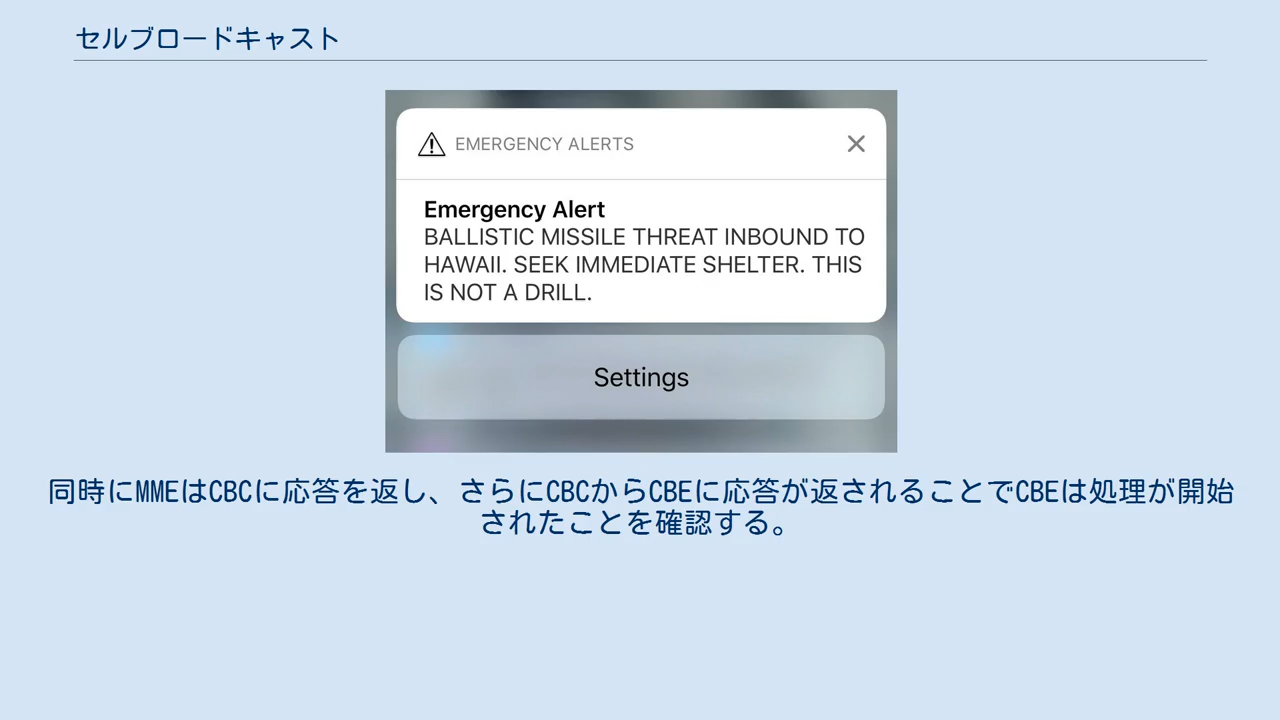 セルブロードキャスト
EMERGENCY ALERTS
Emergency Alert
BALLISTIC MISSILE THREAT INBOUND TO
HAWAII. SEEK IMMEDIATE SHELTER. THIS
IS NOT A DRILL.
Settings
同時にMMEはCBCに応答を返し、さらにCBCからCBEに応答が返されることでCBEは処理が開始
されたことを確認する。